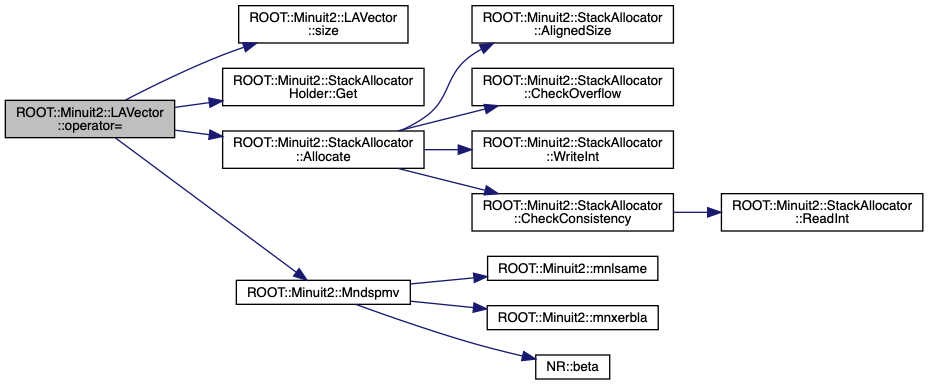 ROOT::Minuit2::LAVector
::operator=
ROOT::Minuit2::LAVector
::size
ROOT::Minuit2::StackAllocator
Holder::Get
ROOT::Minuit2::StackAllocator
::Allocate
ROOT::Minuit2::StackAllocator
::AlignedSize
ROOT::Minuit2::StackAllocator
::CheckOverflow
ROOT::Minuit2::StackAllocator
::WriteInt
ROOT::Minuit2::StackAllocator
::CheckConsistency
ROOT::Minuit2::StackAllocator
::ReadInt
ROOT::Minuit2::Mndspmv
ROOT::Minuit2::mnlsame
ROOT::Minuit2::mnxerbla
NR::beta